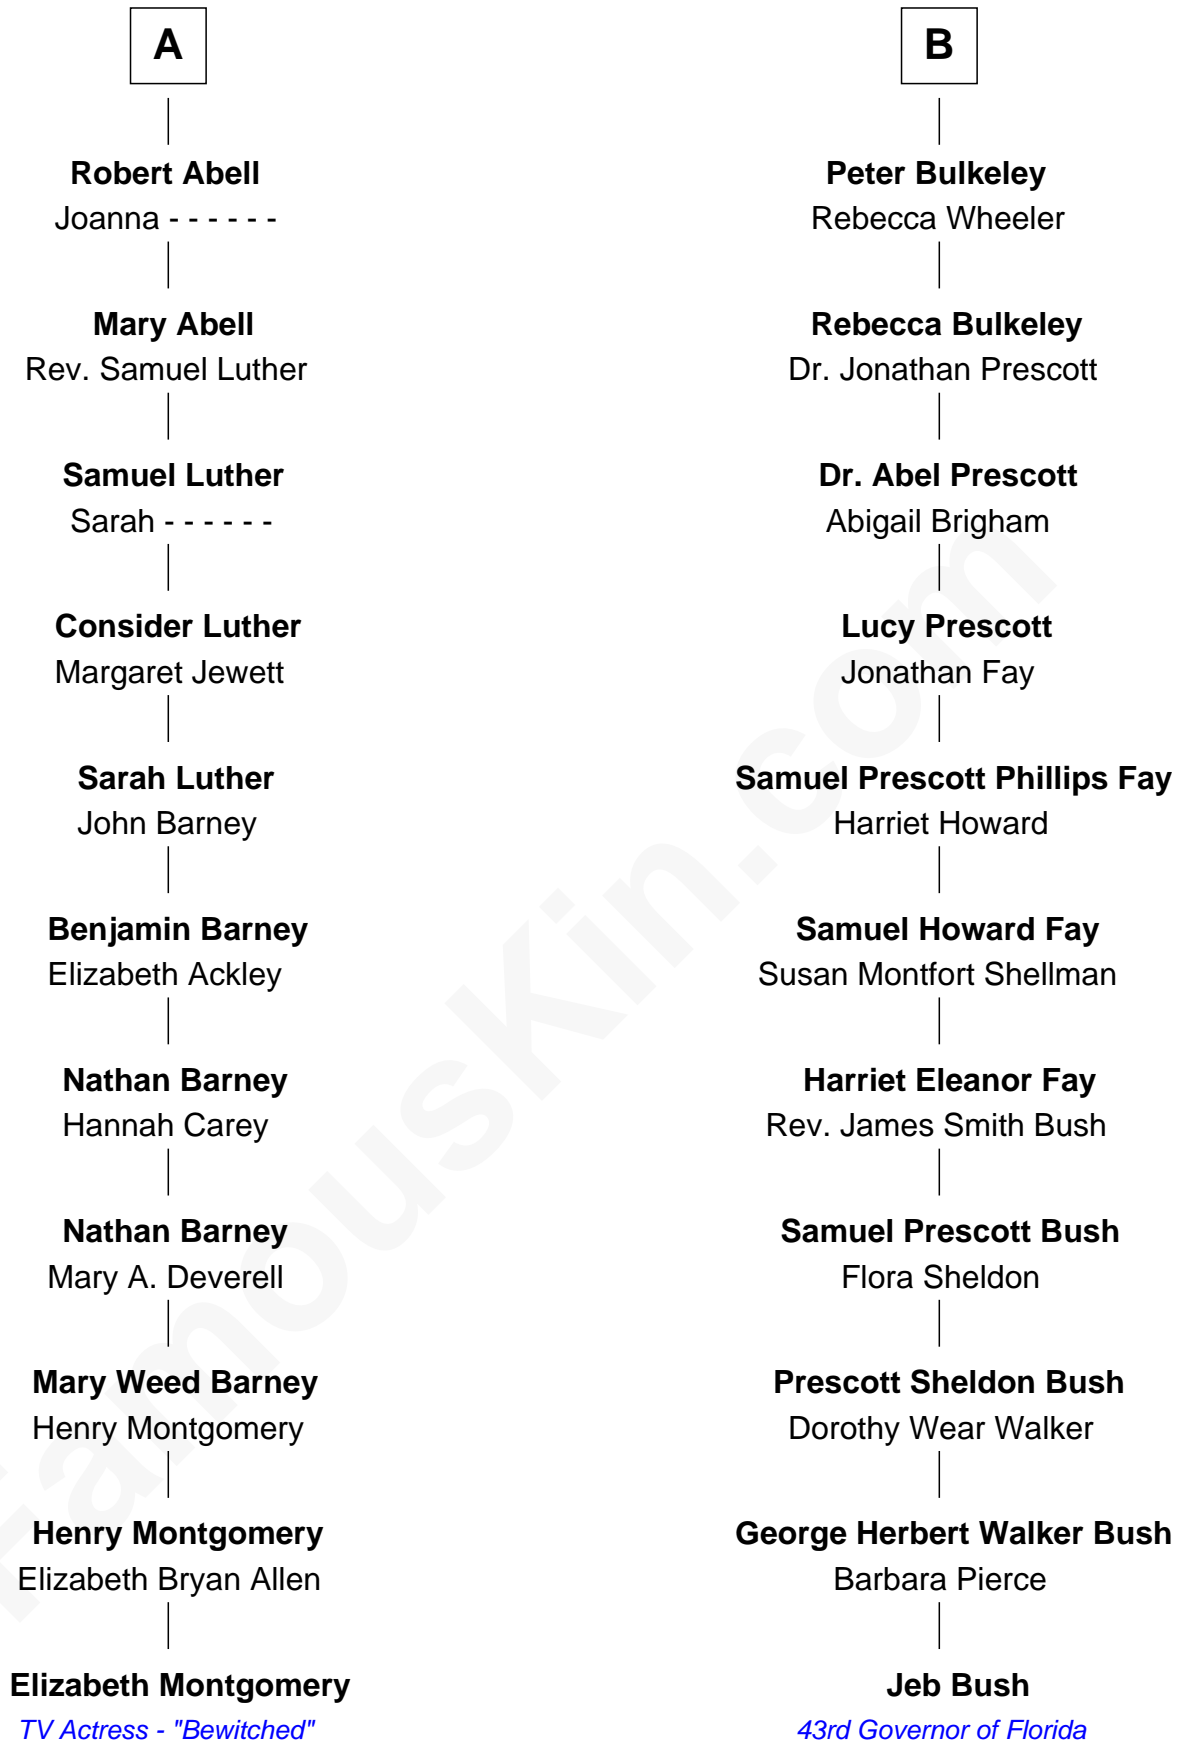 A
Robert Abell
Joanna - - - - - -
Mary Abell
Rev. Samuel Luther
Samuel Luther
Sarah - - - - - -
Consider Luther
Margaret Jewett
Sarah Luther
John Barney
Benjamin Barney
Elizabeth Ackley
Nathan Barney
Hannah Carey
Nathan Barney
Mary A. Deverell
Mary Weed Barney
Henry Montgomery
Henry Montgomery
Elizabeth Bryan Allen
Elizabeth Montgomery
TV Actress - "Bewitched"
B
Peter Bulkeley
Rebecca Wheeler
Rebecca Bulkeley
Dr. Jonathan Prescott
Dr. Abel Prescott
Abigail Brigham
Lucy Prescott
Jonathan Fay
Samuel Prescott Phillips Fay
Harriet Howard
Samuel Howard Fay
Susan Montfort Shellman
Harriet Eleanor Fay
Rev. James Smith Bush
Samuel Prescott Bush
Flora Sheldon
Prescott Sheldon Bush
Dorothy Wear Walker
George Herbert Walker Bush
Barbara Pierce
Jeb Bush
43rd Governor of Florida
FamousKin.com